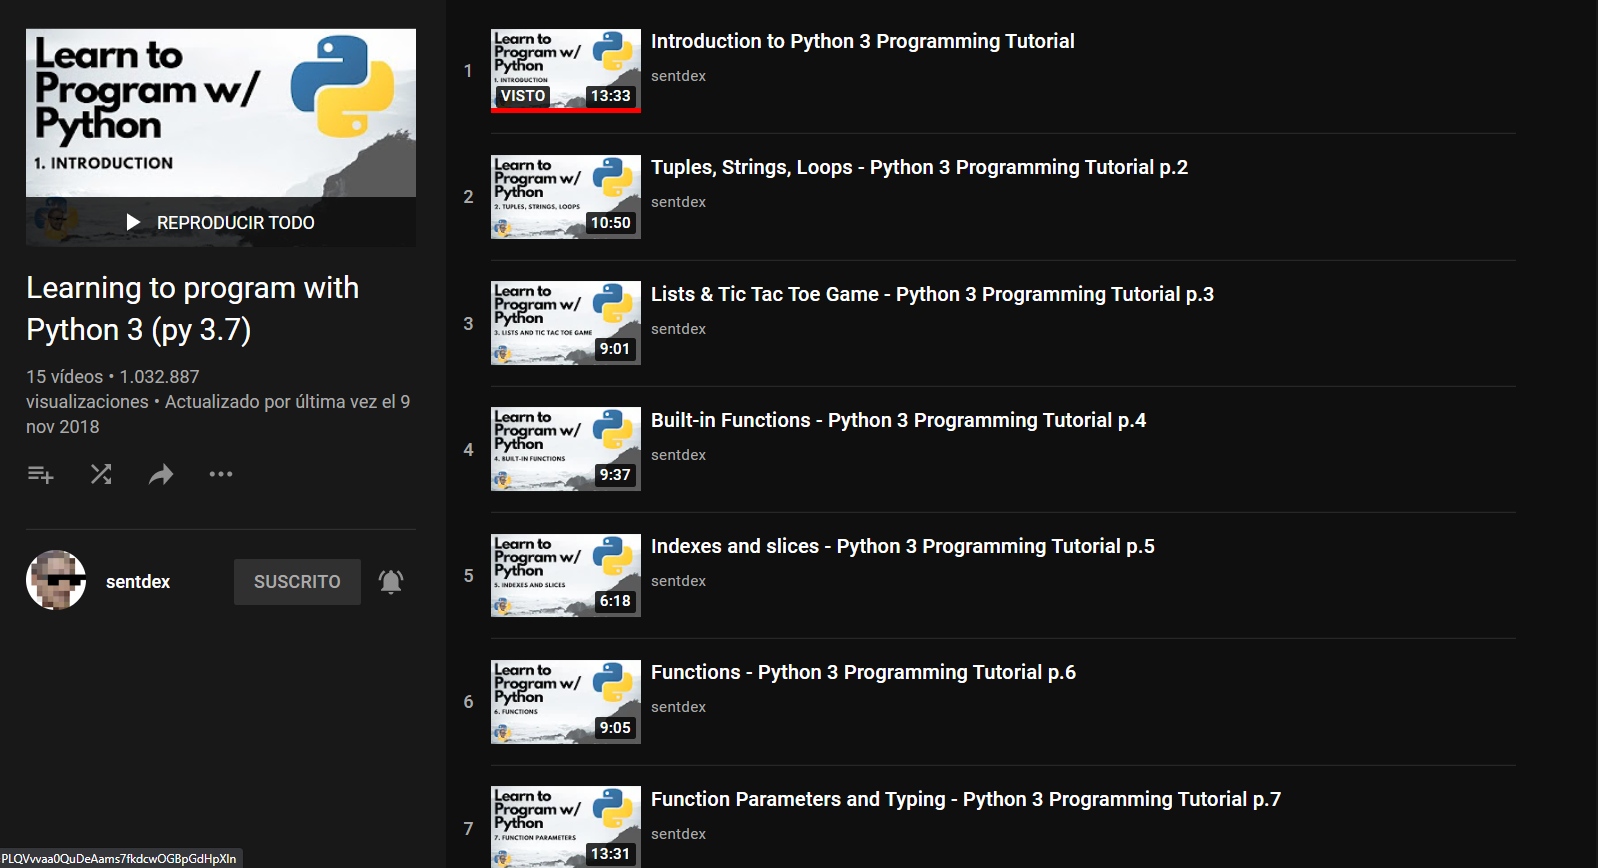 Learn to
Program w/
Python
1. INTRODUCTION
REPRODUCIR TODO
Learning to program with
Python 3 (py 3.7)
15 vídeos • 1.032.887
visualizaciones • Actualizado por última vez el 9
nov 2018
sentdex
SUSCRITO
1
Learn to
Program w/
Python
1. INTRODUCTION
VISTO
13:33
Introduction to Python 3 Programming Tutorial
sentdex
2
Learn to
Program w/
Python
2. TUPLES, STRINGS, LOOPS
10:50
Tuples, Strings, Loops - Python 3 Programming Tutorial p.2
sentdex
3
Learn to
Program w/
Python
3. LISTS AND TIC TAC TOE GAME
9:01
Lists & Tic Tac Toe Game - Python 3 Programming Tutorial p.3
sentdex
4
Learn to
Program w/
Python
4. BUILT-IN FUNCTIONS
9:37
Built-in Functions - Python 3 Programming Tutorial p.4
sentdex
5
Learn to
Program w/
Python
5. INDEXES AND SLICES
6:18
Indexes and slices - Python 3 Programming Tutorial p.5
sentdex
6
Learn to
Program w/
Python
6. FUNCTIONS
9:05
Functions - Python 3 Programming Tutorial p.6
sentdex
7
Learn to
Program w/
Python
7. FUNCTION PARAMETERS
13:31
Function Parameters and Typing - Python 3 Programming Tutorial p.7
sentdex
PLQVvvaa0QuDeAams7fkdcwOGBpGdHpXln